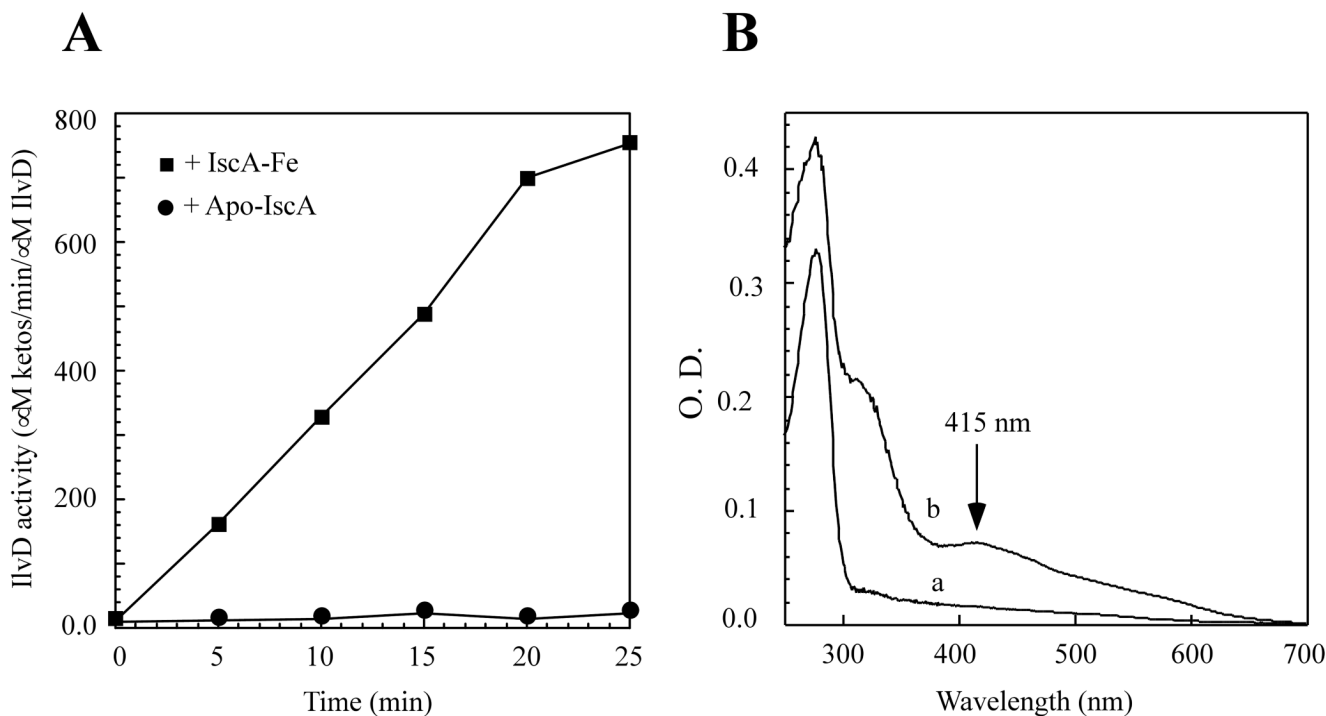 A
IlvD activity (αM ketos/min/αM IlvD)
800
600
400
200
0.0
+ IscA-Fe
+ Apo-IscA
0 5 10 15 20 25
Time (min)
B
O. D.
0.4
0.3
0.2
0.1
0.0
415 nm
b
a
300 400 500 600 700
Wavelength (nm)